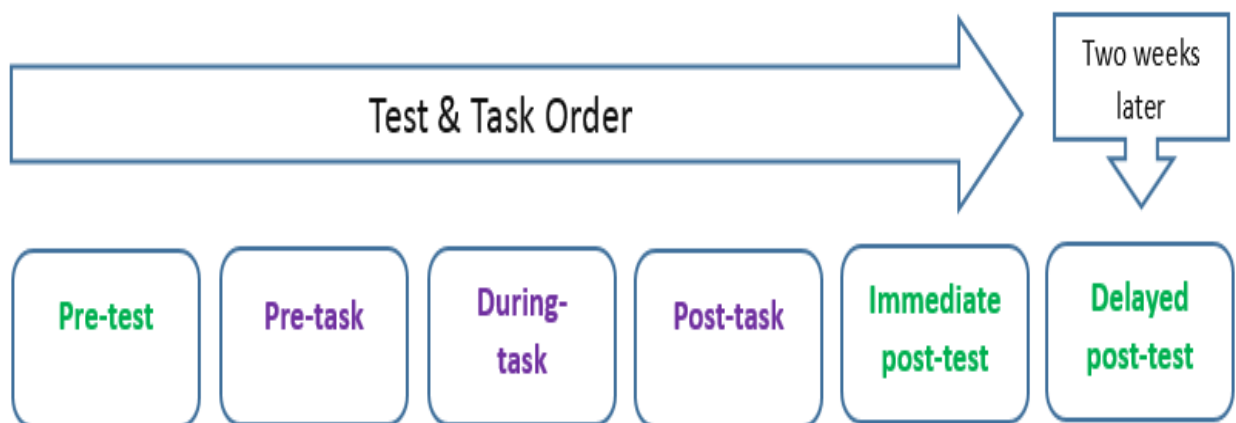 Test & Task Order
Two weeks
later
Pre-test
Pre-task
During-
task
Post-task
Immediate
post-test
Delayed
post-test